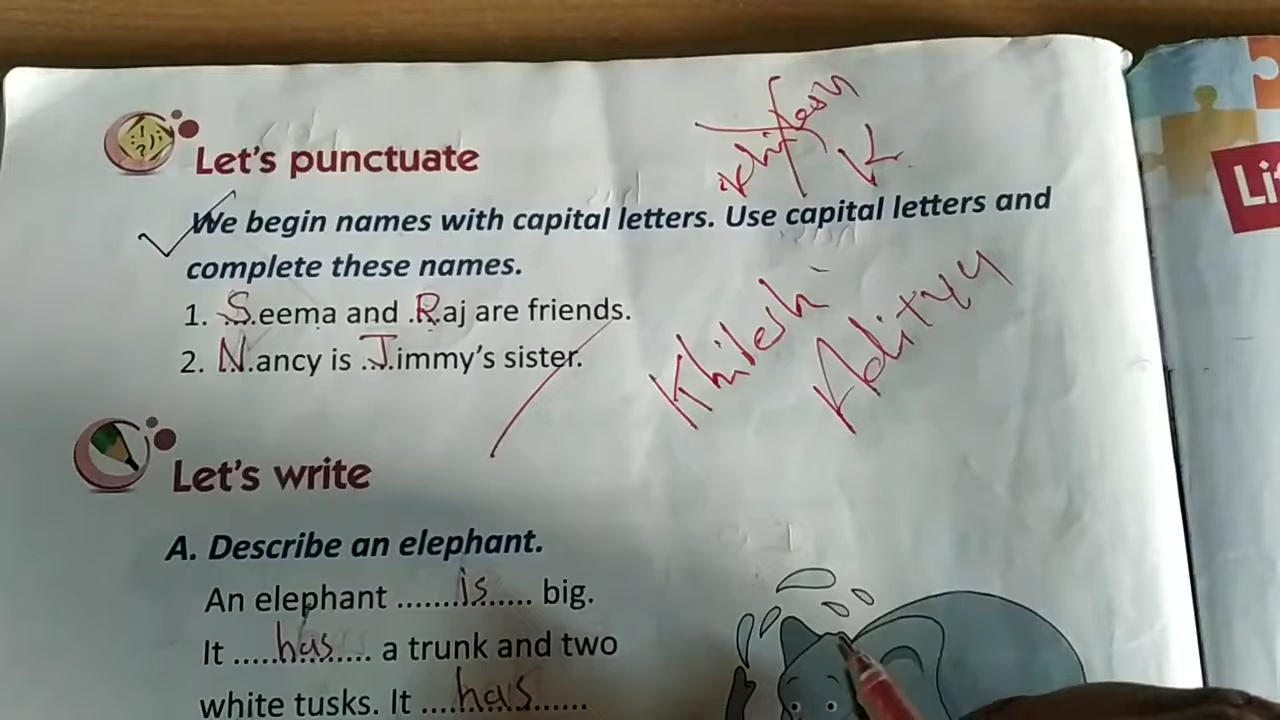 Let's punctuate
We begin names with capital letters. Use capital letters and
complete these names.
1. .S.eema and .R.aj are friends.
2. .N.ancy is .J.immy's sister.
K
Khilesh
Adityy
Let's write
A. Describe an elephant.
An elephant ........is...... big.
It .....has......... a trunk and two
white tusks. It ....has......
Li